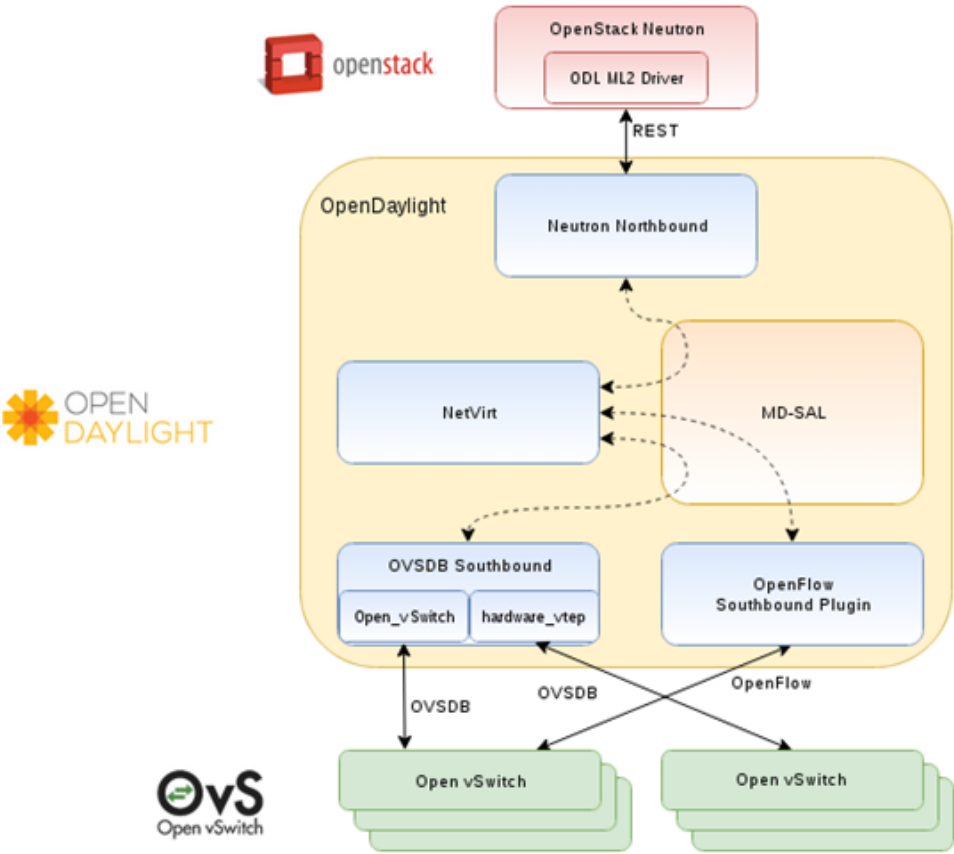 OpenStack Neutron
openstack
ODL ML2 Driver
REST
OpenDaylight
Neutron Northbound
OPEN
DAYLIGHT
NetVirt
MD-SAL
OVSDB Southbound
Open_vSwitch
hardware_vtep
OpenFlow
Southbound Plugin
OVSDB
OVSDB
OpenFlow
OvS
Open vSwitch
Open vSwitch
Open vSwitch